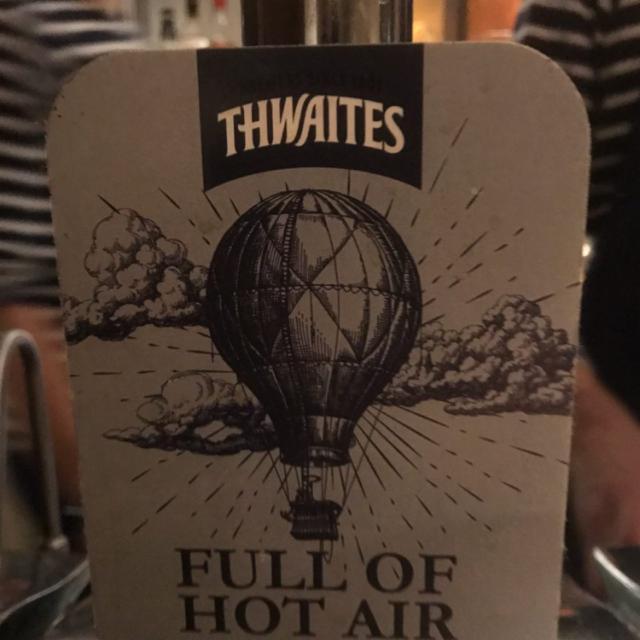 THWAITES
FULL OF
HOT AIR